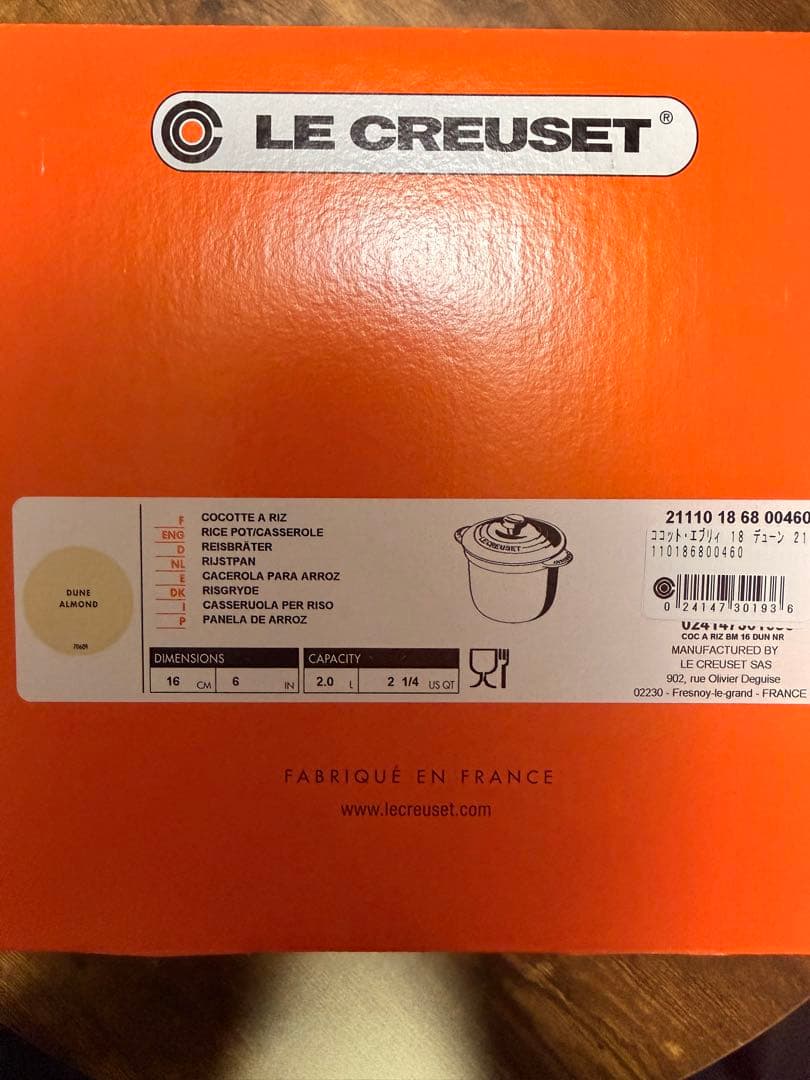 LE CREUSET®
DUNE
ALMOND
F COCOTTE A RIZ
ENG RICE POT/CASSEROLE
D REISBRÄTER
NL RIJSTPAN
E CACEROLA PARA ARROZ
DK RISGRYDE
I CASSERUOLA PER RISO
P PANELA DE ARROZ
LE CREUSET
DIMENSIONS
16 CM 6 IN
CAPACITY
2.0 L 2 1/4 US QT
21110 18 68 00460
ココット・エブリィ 18 デューン 21
110186800460
0 24147 30193 6
COC A RIZ BM 16 DUN NR
MANUFACTURED BY
LE CREUSET SAS
902, rue Olivier Deguise
02230 - Fresnoy-le-grand - FRANCE
FABRIQUÉ EN FRANCE
www.lecreuset.com